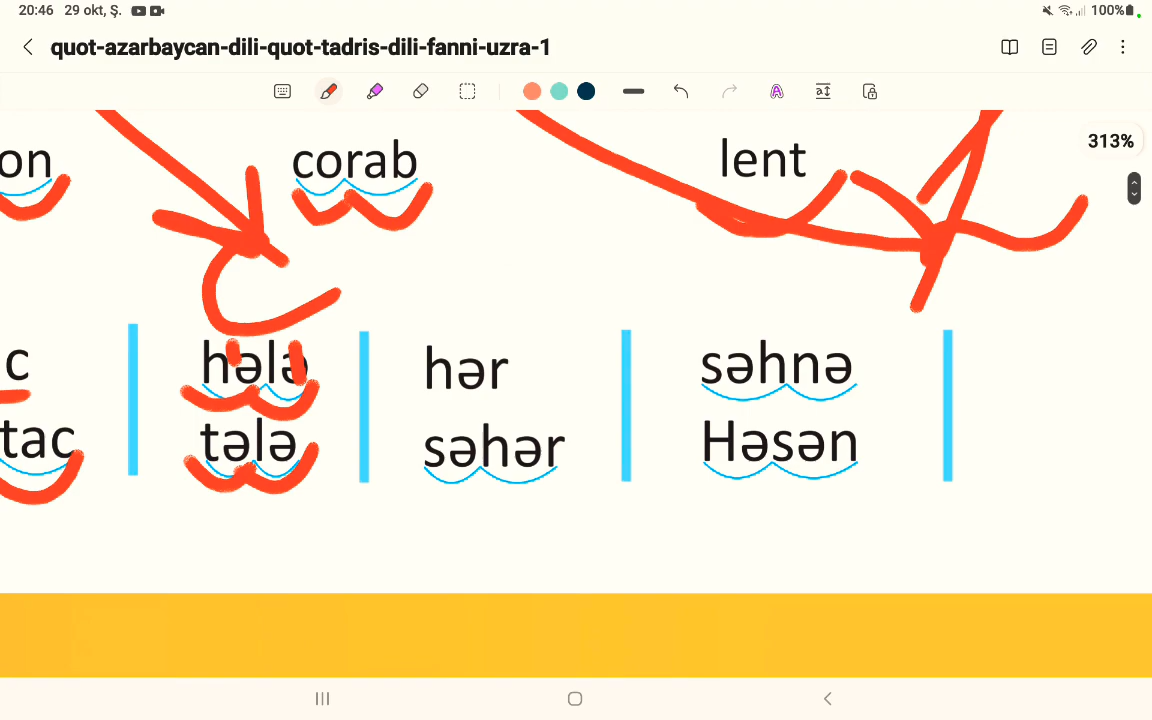 20:46 29 okt, Ş. 100%
quot-azarbaycan-dili-quot-tadris-dili-fanni-uzra-1
313%
on corab lent
c hələ hər səhnə
tac tələ səhər Həsən